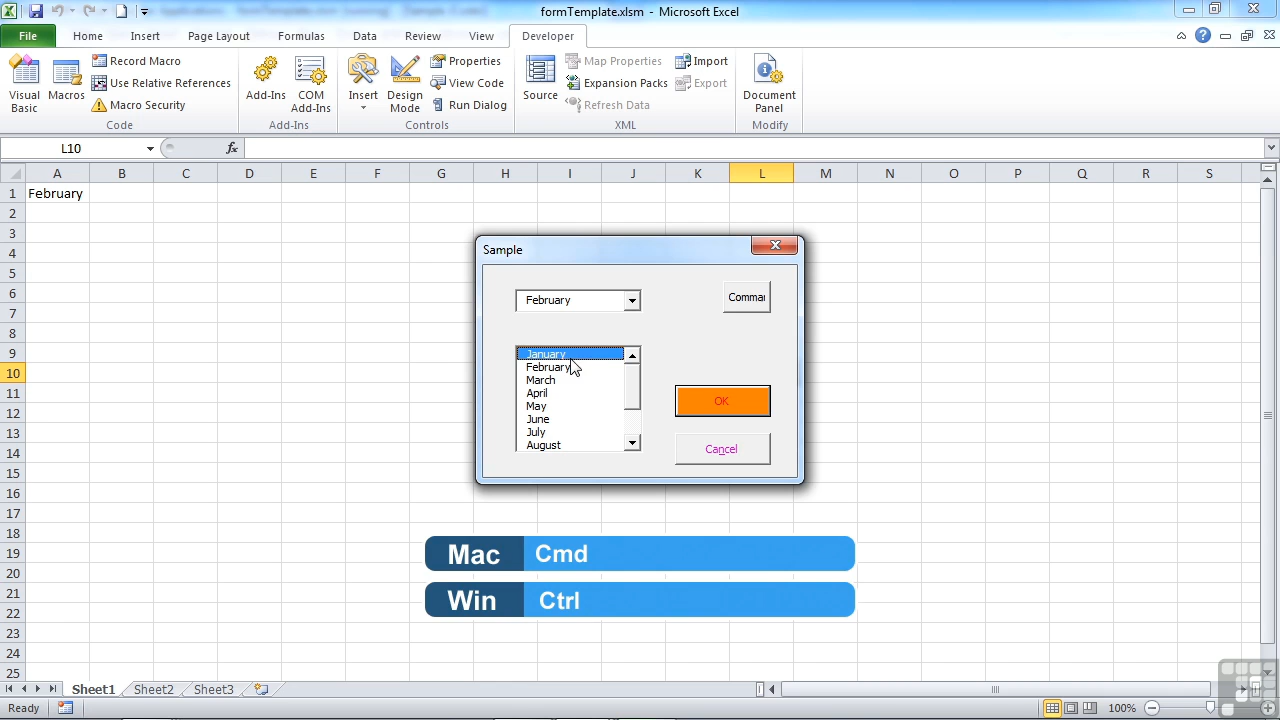 formTemplate.xlsm - Microsoft Excel
File Home Insert Page Layout Formulas Data Review View Developer
Visual Basic
Macros
Record Macro
Use Relative References
Macro Security
Code
Add-Ins
COM Add-Ins
Add-Ins
Insert
Design Mode
Properties
View Code
Run Dialog
Controls
Source
Map Properties
Expansion Packs
Refresh Data
Import
Export
XML
Document Panel
Modify
L10 fx
A B C D E F G H I J K L M N O P Q R S
1 February
2
3
4
5
6
7
8
9
10
11
12
13
14
15
16
17
18
19
20
21
22
23
24
25
Sample
February
Comman
January
February
March
April
May
June
July
August
OK
Cancel
Mac Cmd
Win Ctrl
Sheet1 Sheet2 Sheet3
Ready 100%